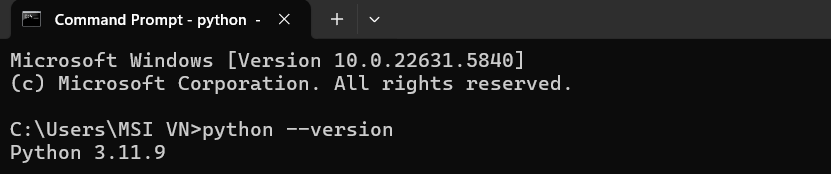 Command Prompt - python -
Microsoft Windows [Version 10.0.22631.5840]
(c) Microsoft Corporation. All rights reserved.
C:\Users\MSI VN>python --version
Python 3.11.9